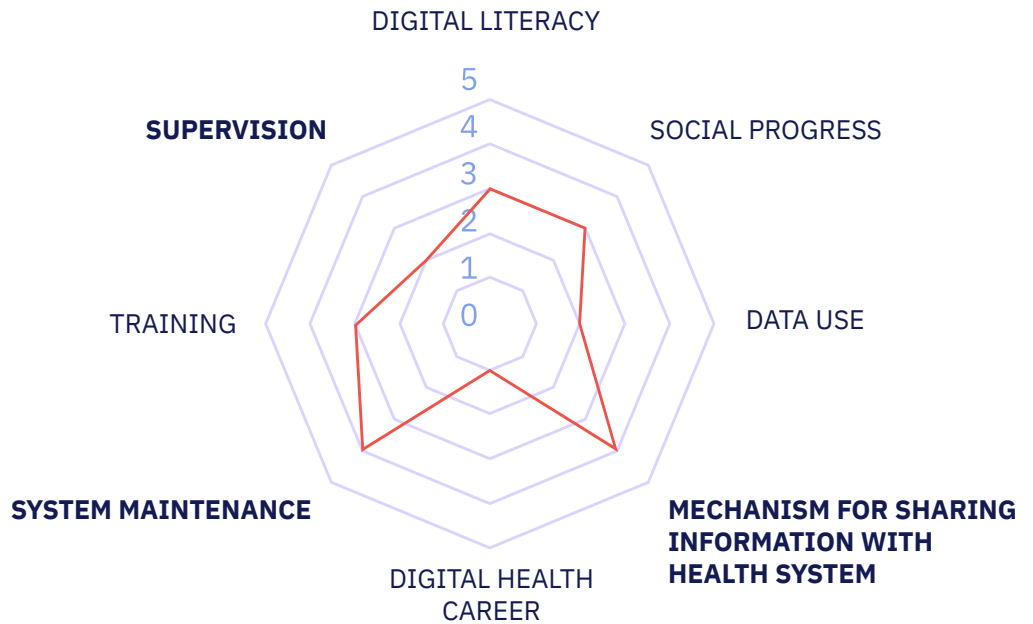 DIGITAL LITERACY
5
4
3
2
1
0
SUPERVISION
SOCIAL PROGRESS
TRAINING
DATA USE
SYSTEM MAINTENANCE
MECHANISM FOR SHARING
INFORMATION WITH
HEALTH SYSTEM
DIGITAL HEALTH
CAREER